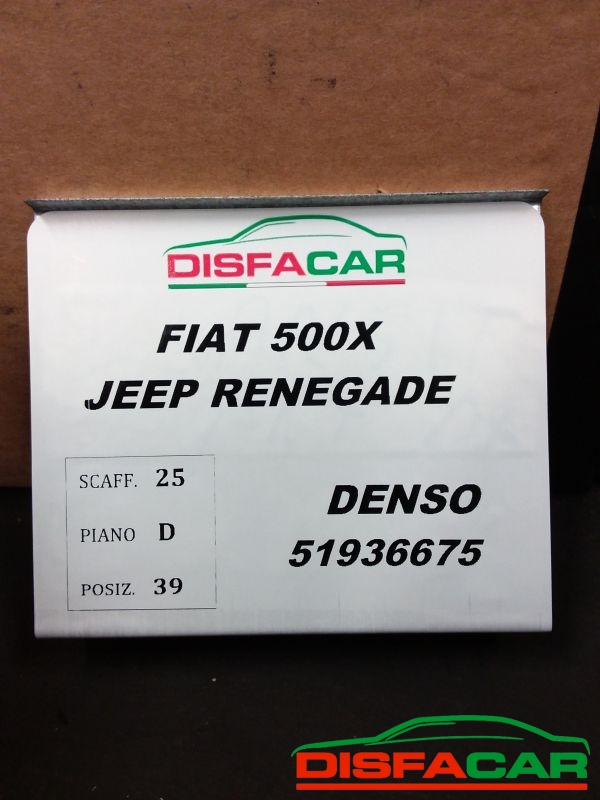 DISFACAR
FIAT 500X
JEEP RENEGADE
SCAFF. 25
PIANO D
POSIZ. 39
DENSO
51936675
DISFACAR